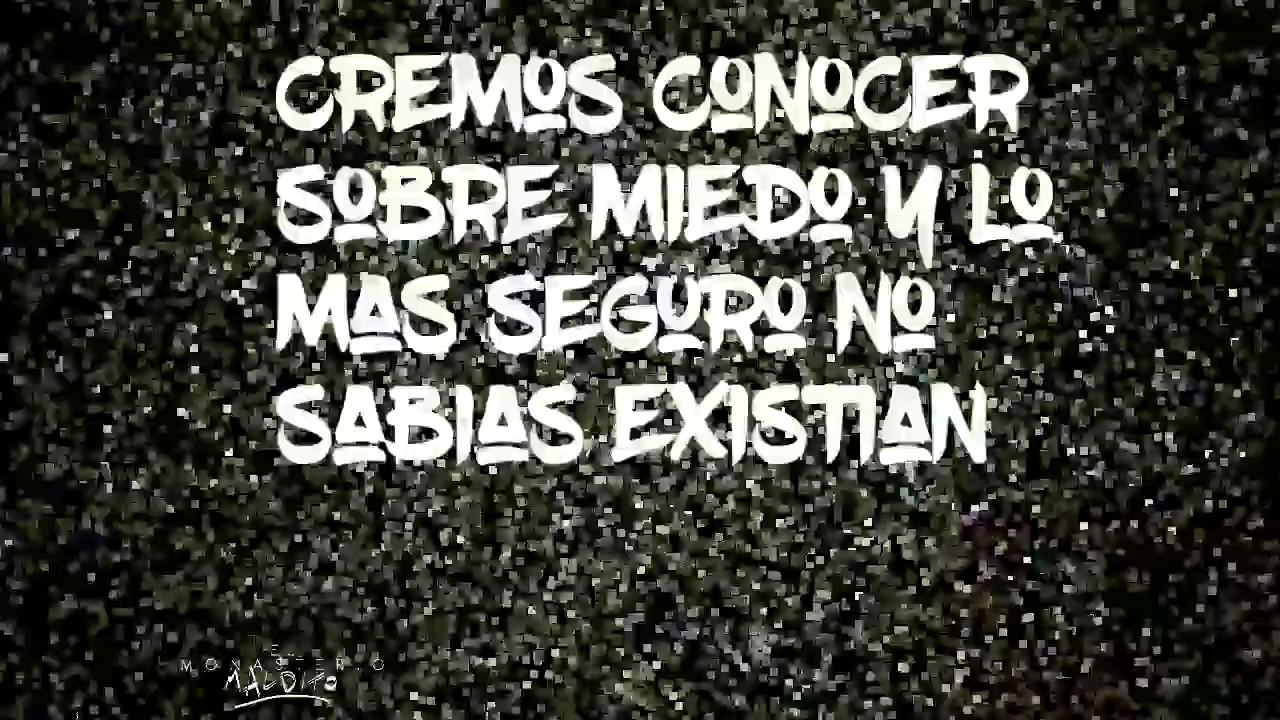 CREMOS CONOCER
SOBRE MIEDO Y LO
MAS SEGURO NO
SABIAS EXISTIAN
MONASTERIO
MALDITO